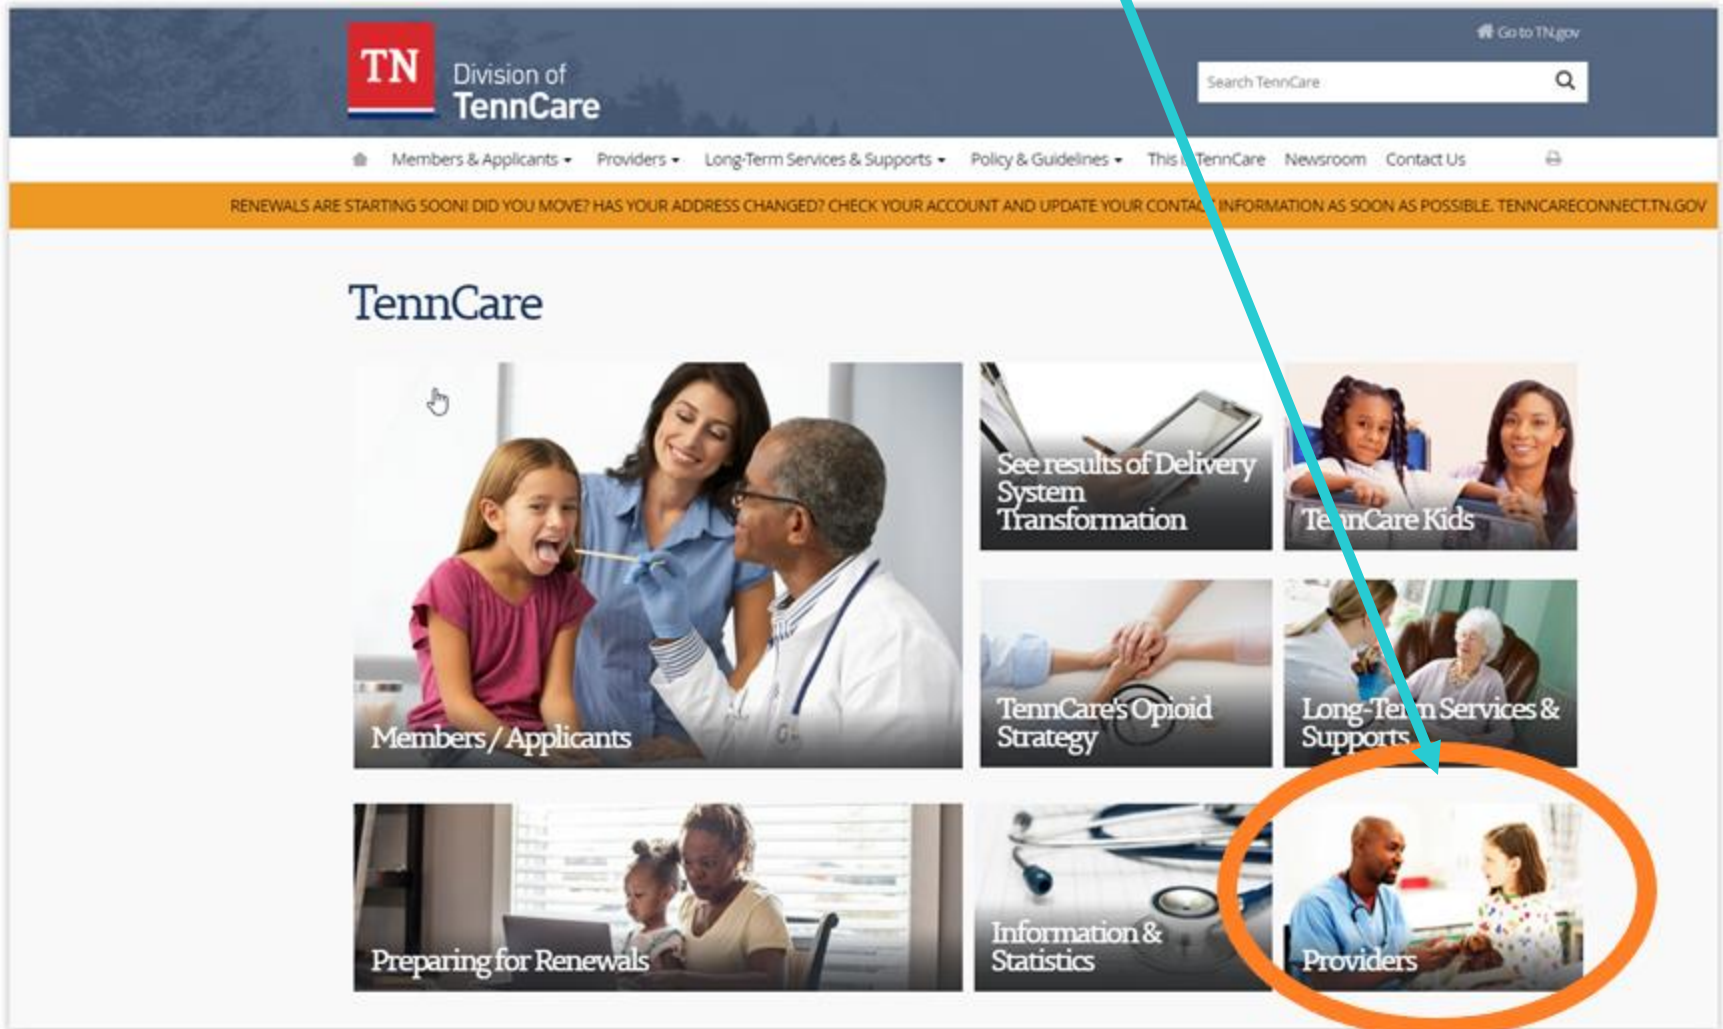 Go to TN.gov
TN
Division of
TennCare
Search TennCare
Members & Applicants
Providers
Long-Term Services & Supports
Policy & Guidelines
This is TennCare
Newsroom
Contact Us
RENEWALS ARE STARTING SOON! DID YOU MOVE? HAS YOUR ADDRESS CHANGED? CHECK YOUR ACCOUNT AND UPDATE YOUR CONTACT INFORMATION AS SOON AS POSSIBLE. TENNCARECONNECT.TN.GOV
TennCare
Members / Applicants
See results of Delivery
System
Transformation
TennCare Kids
TennCare's Opioid
Strategy
Long-Term Services &
Supports
Preparing for Renewals
Information &
Statistics
Providers